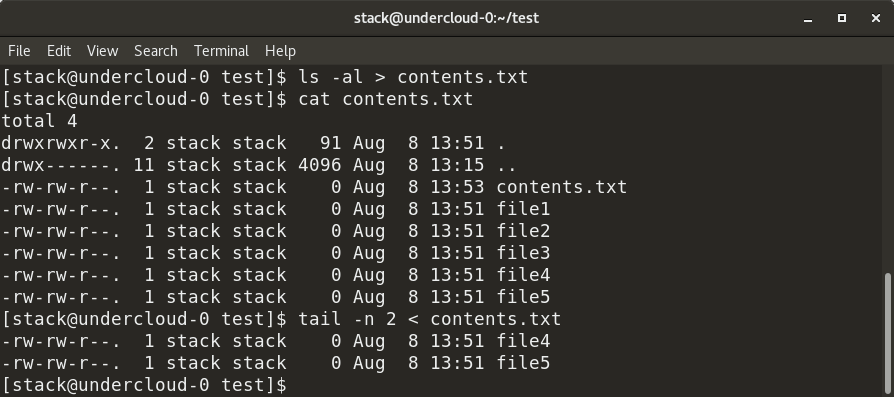 stack@undercloud-0:~/test
File Edit View Search Terminal Help
[stack@undercloud-0 test]$ ls -al > contents.txt
[stack@undercloud-0 test]$ cat contents.txt
total 4
drwxrwxr-x.  2 stack stack   91 Aug  8 13:51 .
drwx------. 11 stack stack 4096 Aug  8 13:15 ..
-rw-rw-r--.  1 stack stack    0 Aug  8 13:53 contents.txt
-rw-rw-r--.  1 stack stack    0 Aug  8 13:51 file1
-rw-rw-r--.  1 stack stack    0 Aug  8 13:51 file2
-rw-rw-r--.  1 stack stack    0 Aug  8 13:51 file3
-rw-rw-r--.  1 stack stack    0 Aug  8 13:51 file4
-rw-rw-r--.  1 stack stack    0 Aug  8 13:51 file5
[stack@undercloud-0 test]$ tail -n 2 < contents.txt
-rw-rw-r--.  1 stack stack    0 Aug  8 13:51 file4
-rw-rw-r--.  1 stack stack    0 Aug  8 13:51 file5
[stack@undercloud-0 test]$